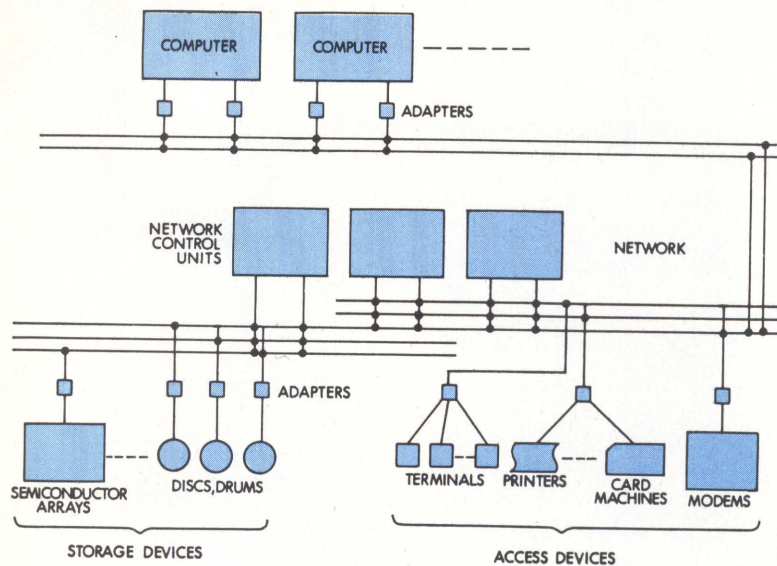 COMPUTER
COMPUTER
ADAPTERS
NETWORK
CONTROL
UNITS
NETWORK
ADAPTERS
SEMICONDUCTOR
ARRAYS
DISCS, DRUMS
TERMINALS
PRINTERS
CARD
MACHINES
MODEMS
STORAGE DEVICES
ACCESS DEVICES